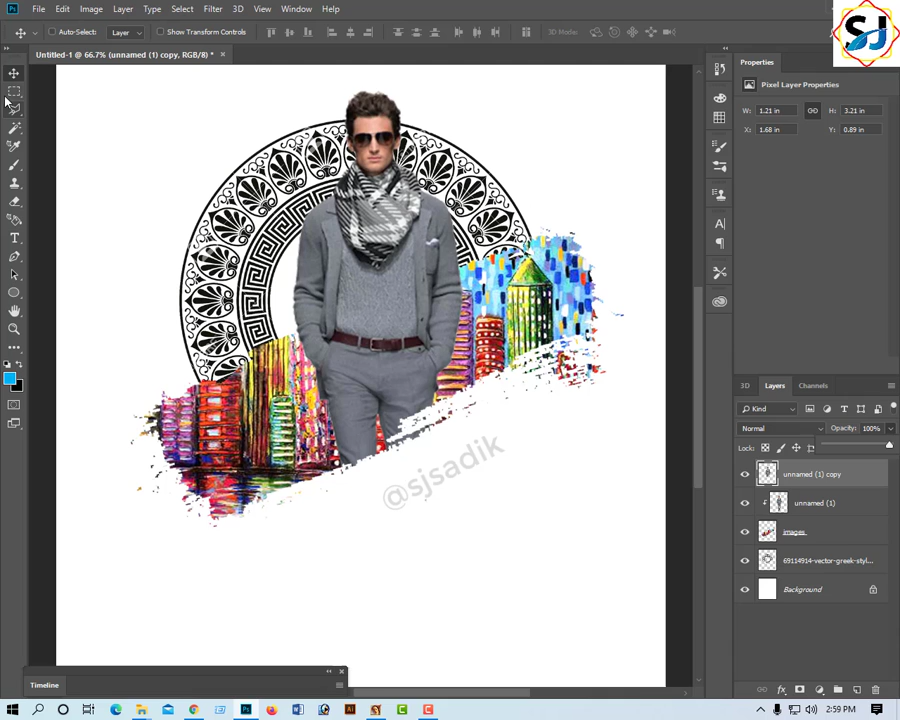 Ps File Edit Image Layer Type Select Filter 3D View Window Help
SJ
Auto-Select: Layer Show Transform Controls 3D Mode:
Untitled-1 @ 66.7% (unnamed (1) copy, RGB/8) * ×
Properties
Pixel Layer Properties
W: 1.21 in H: 3.21 in
X: 1.68 in Y: 0.89 in
@sjsadik
3D Layers Channels
Kind
Normal Opacity: 100%
Lock:
unnamed (1) copy
unnamed (1)
images
69114914-vector-greek-styl...
Background
Timeline
2:59 PM